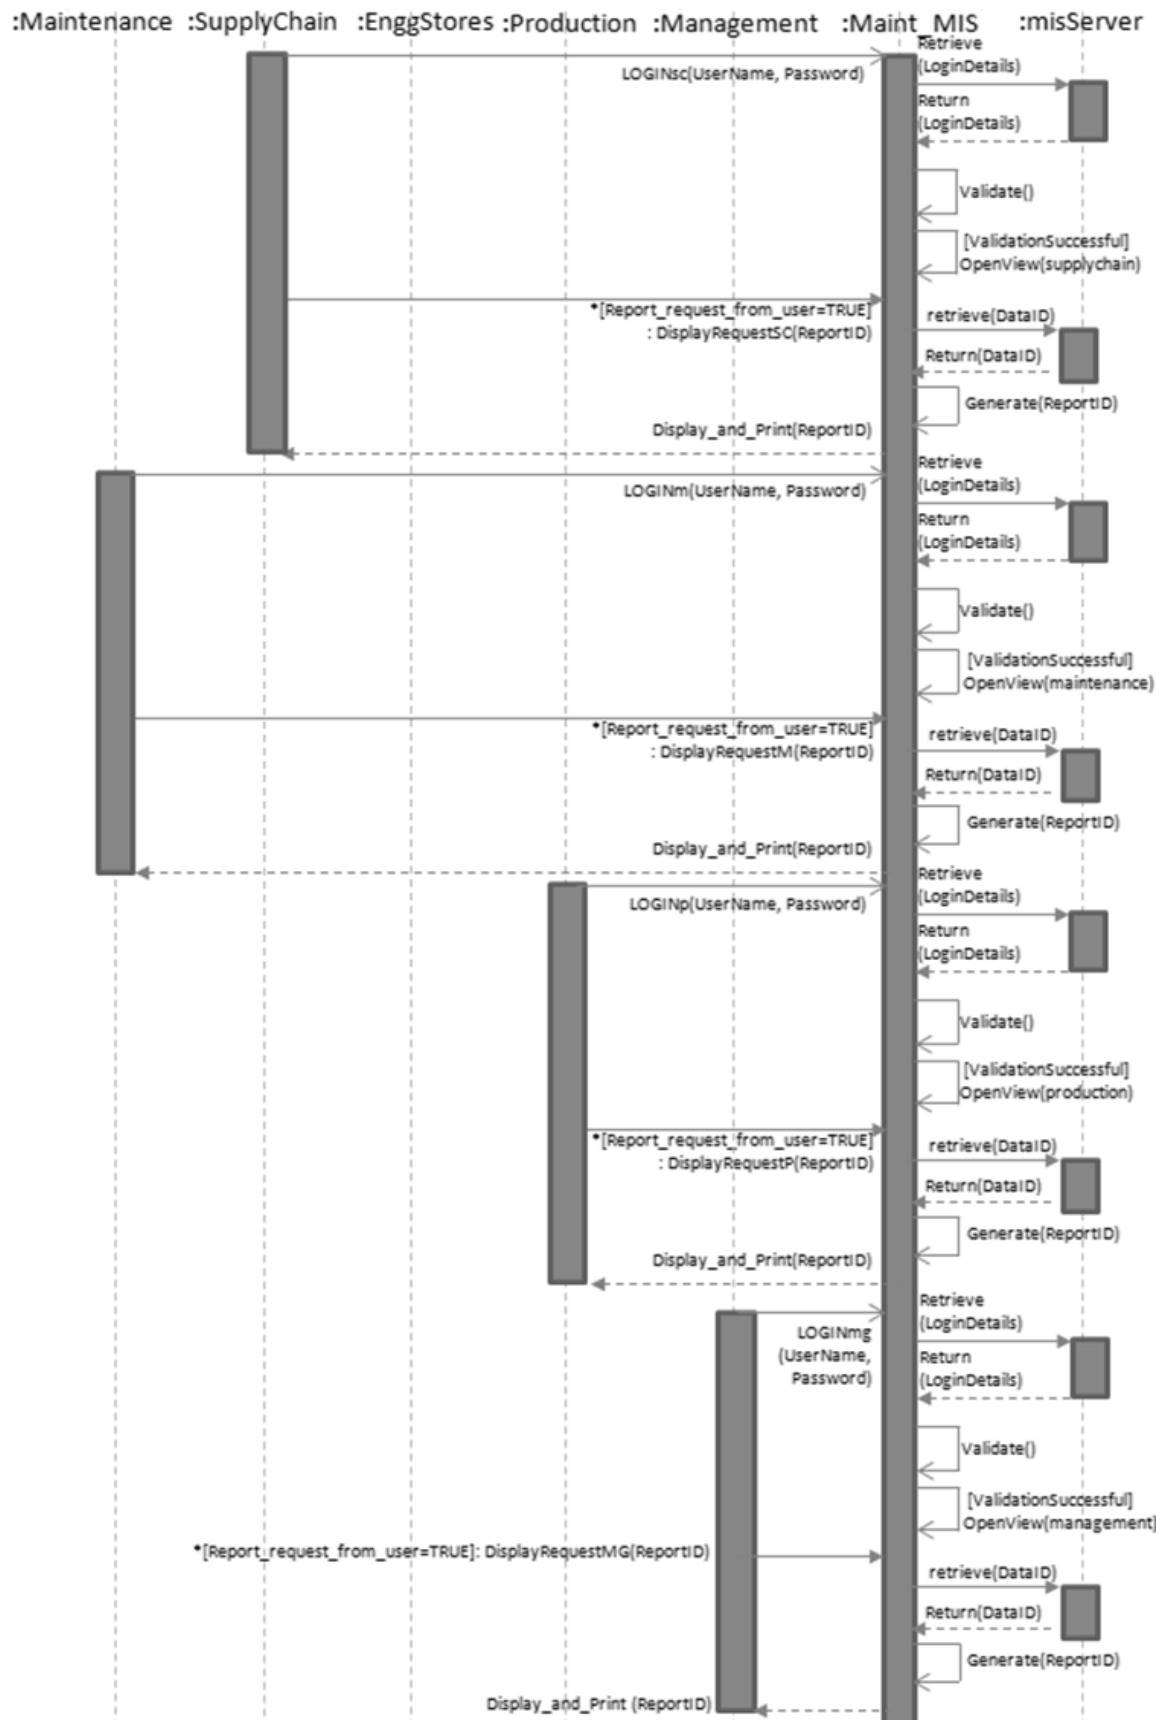 :Maintenance :SupplyChain :EnggStores :Production :Management :Maint_MIS :misServer
Retrieve
(LoginDetails)
LOGINsc(UserName, Password)
Return
(LoginDetails)
Validate()
[ValidationSuccessful]
OpenView(supplychain)
*[Report_request_from_user=TRUE]
: DisplayRequestSC(ReportID)
retrieve(DataID)
Return(DataID)
Generate(ReportID)
Display_and_Print(ReportID)
Retrieve
(LoginDetails)
LOGINm(UserName, Password)
Return
(LoginDetails)
Validate()
[ValidationSuccessful]
OpenView(maintenance)
*[Report_request_from_user=TRUE]
: DisplayRequestM(ReportID)
retrieve(DataID)
Return(DataID)
Generate(ReportID)
Display_and_Print(ReportID)
Retrieve
(LoginDetails)
LOGINp(UserName, Password)
Return
(LoginDetails)
Validate()
[ValidationSuccessful]
OpenView(production)
*[Report_request_from_user=TRUE]
: DisplayRequestP(ReportID)
retrieve(DataID)
Return(DataID)
Generate(ReportID)
Display_and_Print(ReportID)
Retrieve
(LoginDetails)
LOGINmg
(UserName,
Password)
Return
(LoginDetails)
Validate()
[ValidationSuccessful]
OpenView(management)
*[Report_request_from_user=TRUE]: DisplayRequestMG(ReportID)
retrieve(DataID)
Return(DataID)
Generate(ReportID)
Display_and_Print (ReportID)